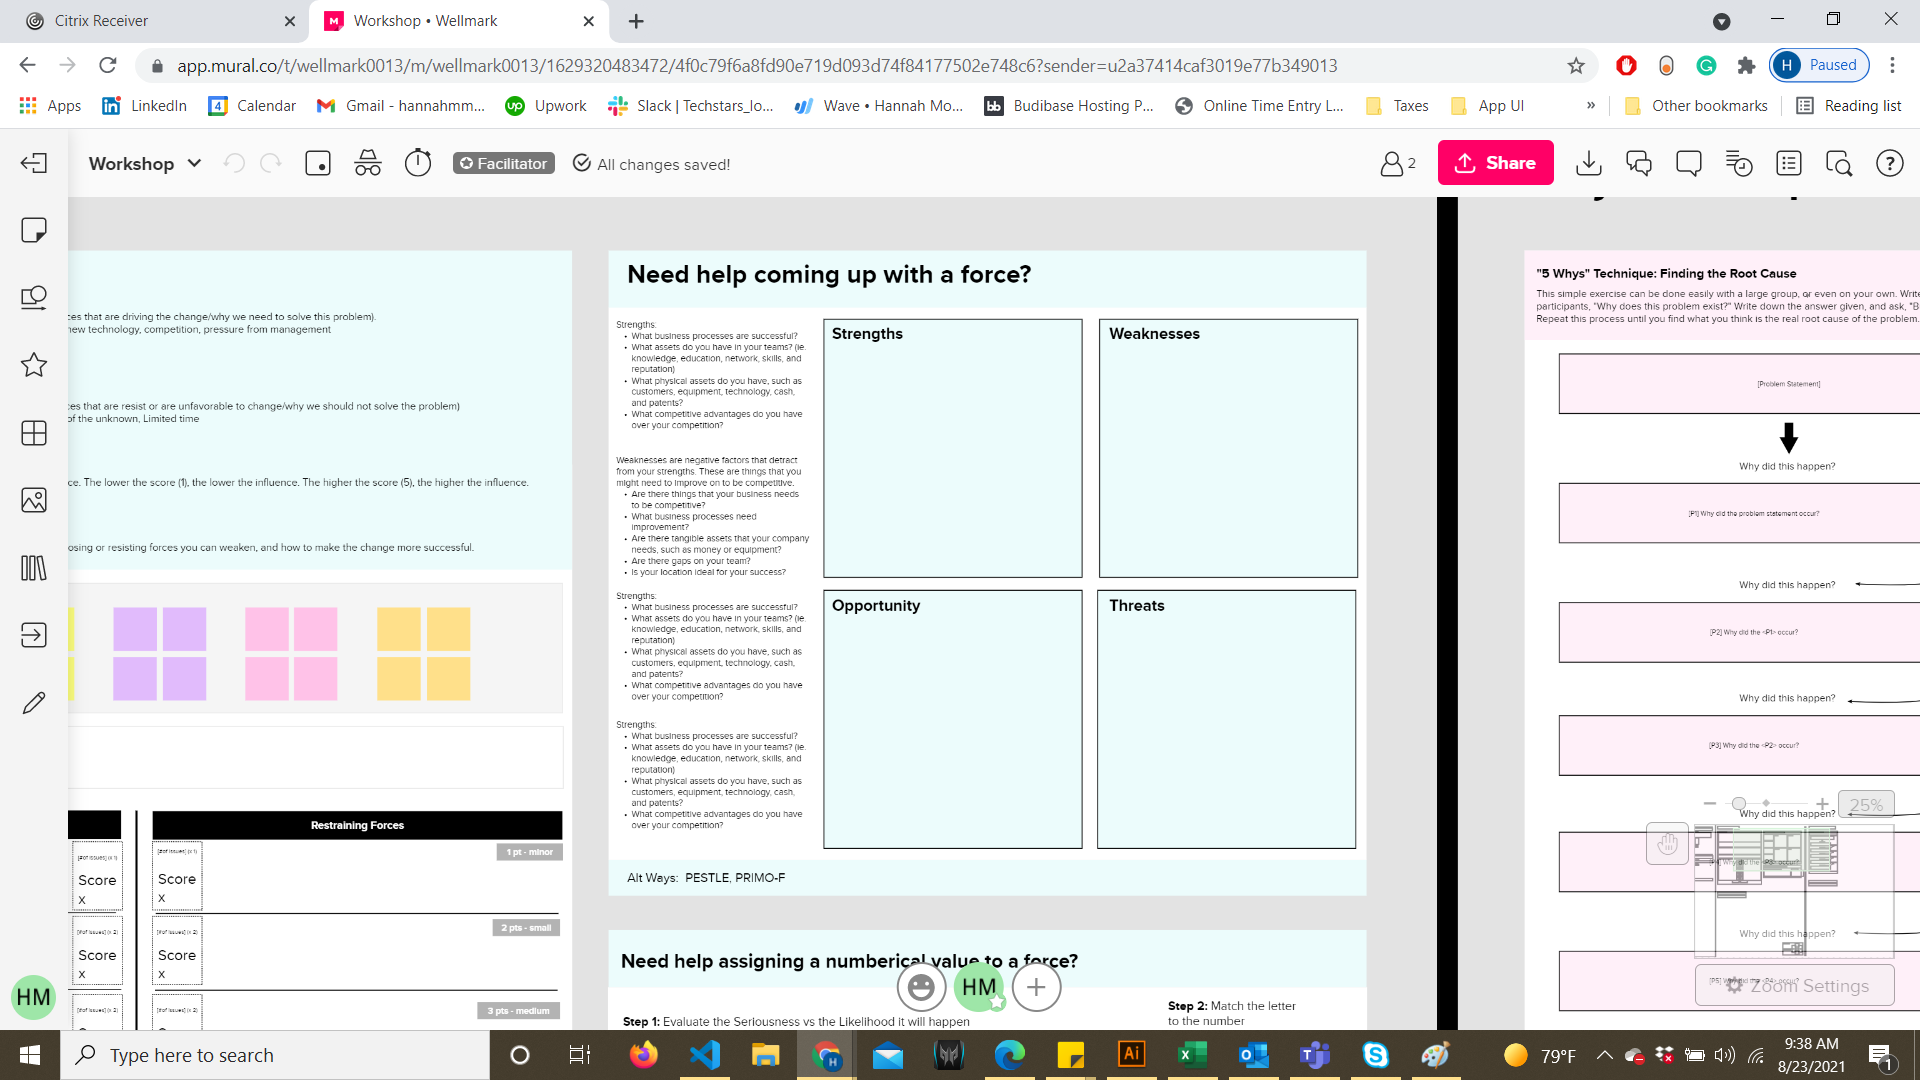 Citrix Receiver
Workshop • Wellmark
app.mural.co/t/wellmark0013/m/wellmark0013/1629320483472/4f0c79f6a8fd90e719d093d74f84177502e748c6?sender=u2a37414caf3019e77b349013
H Paused
Apps
LinkedIn
4 Calendar
Gmail - hannahmm...
up Upwork
Slack | Techstars_lo...
Wave • Hannah Mo...
bb Budibase Hosting P...
Online Time Entry L...
Taxes
App UI
»
Other bookmarks
Reading list
Workshop
Facilitator
All changes saved!
2
Share
ces that are driving the change/why we need to solve this problem).
new technology, competition, pressure from management
ces that are resist or are unfavorable to change/why we should not solve the problem)
of the unknown, Limited time
ce. The lower the score (1), the lower the influence. The higher the score (5), the higher the influence.
osing or resisting forces you can weaken, and how to make the change more successful.
Restraining Forces
[#of issues] (x 1)
Score
x
[#of issues] (x 1)
Score
x
1 pt - minor
[#of issues] (x 2)
Score
x
[#of issues] (x 2)
Score
x
2 pts - small
[#of issues] (x 3)
[#of issues] (x 3)
3 pts - medium
Need help coming up with a force?
Strengths:
• What business processes are successful?
• What assets do you have in your teams? (ie.
knowledge, education, network, skills, and
reputation)
• What physical assets do you have, such as
customers, equipment, technology, cash,
and patents?
• What competitive advantages do you have
over your competition?
Weaknesses are negative factors that detract
from your strengths. These are things that you
might need to improve on to be competitive.
• Are there things that your business needs
to be competitive?
• What business processes need
improvement?
• Are there tangible assets that your company
needs, such as money or equipment?
• Are there gaps on your team?
• Is your location ideal for your success?
Strengths:
• What business processes are successful?
• What assets do you have in your teams? (ie.
knowledge, education, network, skills, and
reputation)
• What physical assets do you have, such as
customers, equipment, technology, cash,
and patents?
• What competitive advantages do you have
over your competition?
Strengths:
• What business processes are successful?
• What assets do you have in your teams? (ie.
knowledge, education, network, skills, and
reputation)
• What physical assets do you have, such as
customers, equipment, technology, cash,
and patents?
• What competitive advantages do you have
over your competition?
Strengths
Weaknesses
Opportunity
Threats
Alt Ways: PESTLE, PRIMO-F
Need help assigning a numberical value to a force?
Step 1: Evaluate the Seriousness vs the Likelihood it will happen
Step 2: Match the letter
to the number
HM
HM
"5 Whys" Technique: Finding the Root Cause
This simple exercise can be done easily with a large group, or even on your own. Write
participants, "Why does this problem exist?" Write down the answer given, and ask, "B
Repeat this process until you find what you think is the real root cause of the problem.
[Problem Statement]
Why did this happen?
[P1] Why did the problem statement occur?
Why did this happen?
[P2] Why did the <P1> occur?
Why did this happen?
[P3] Why did the <P2> occur?
25%
Why did this happen?
Why did this happen?
Zoom Settings
Type here to search
79°F
9:38 AM
8/23/2021
1